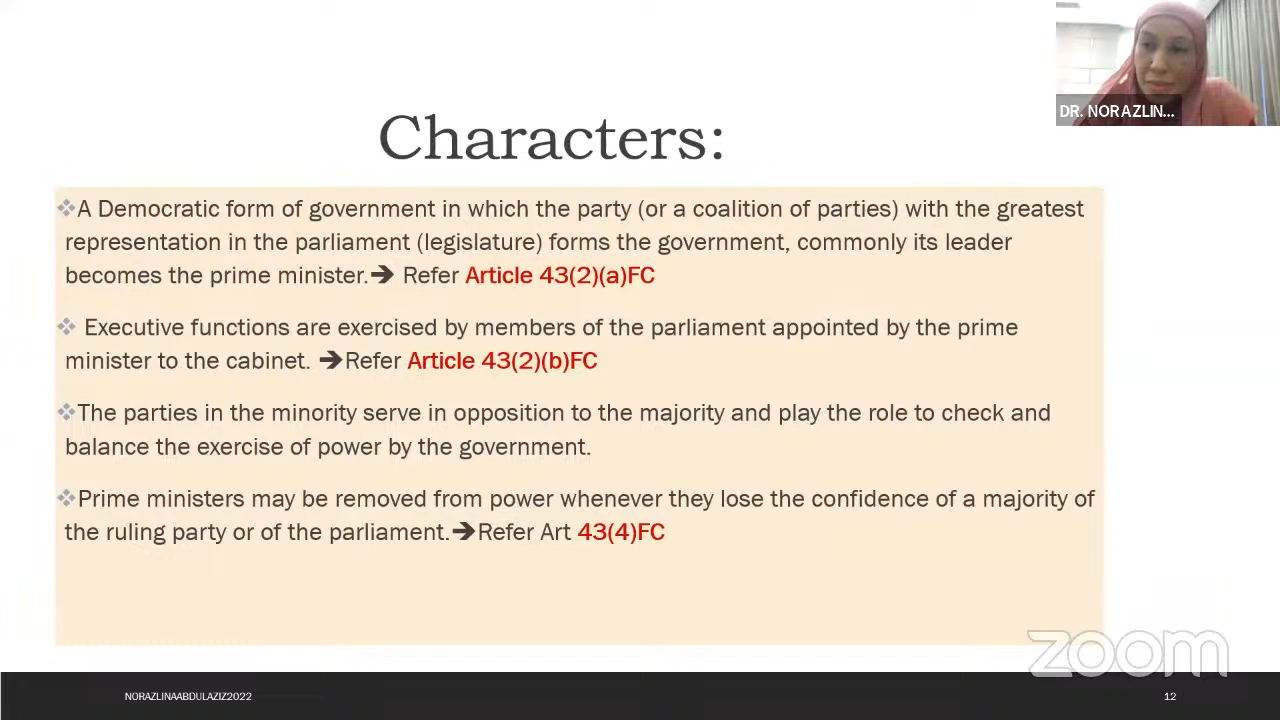 DR. NORAZLIN...
Characters:
❖A Democratic form of government in which the party (or a coalition of parties) with the greatest
representation in the parliament (legislature) forms the government, commonly its leader
becomes the prime minister.➔ Refer Article 43(2)(a)FC
❖ Executive functions are exercised by members of the parliament appointed by the prime
minister to the cabinet. ➔Refer Article 43(2)(b)FC
❖The parties in the minority serve in opposition to the majority and play the role to check and
balance the exercise of power by the government.
❖Prime ministers may be removed from power whenever they lose the confidence of a majority of
the ruling party or of the parliament.➔Refer Art 43(4)FC
zoom
NORAZLINAABDULAZIZ2022
12